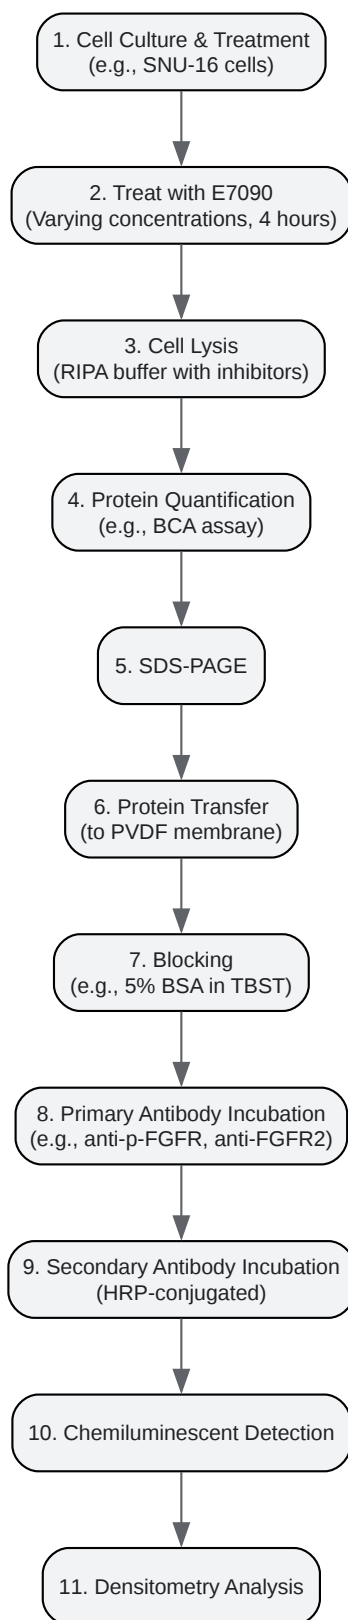 1. Cell Culture & Treatment
(e.g., SNU-16 cells)
2. Treat with E7090
(Varying concentrations, 4 hours)
3. Cell Lysis
(RIPA buffer with inhibitors)
4. Protein Quantification
(e.g., BCA assay)
5. SDS-PAGE
6. Protein Transfer
(to PVDF membrane)
7. Blocking
(e.g., 5% BSA in TBST)
8. Primary Antibody Incubation
(e.g., anti-p-FGFR, anti-FGFR2)
9. Secondary Antibody Incubation
(HRP-conjugated)
10. Chemiluminescent Detection
11. Densitometry Analysis